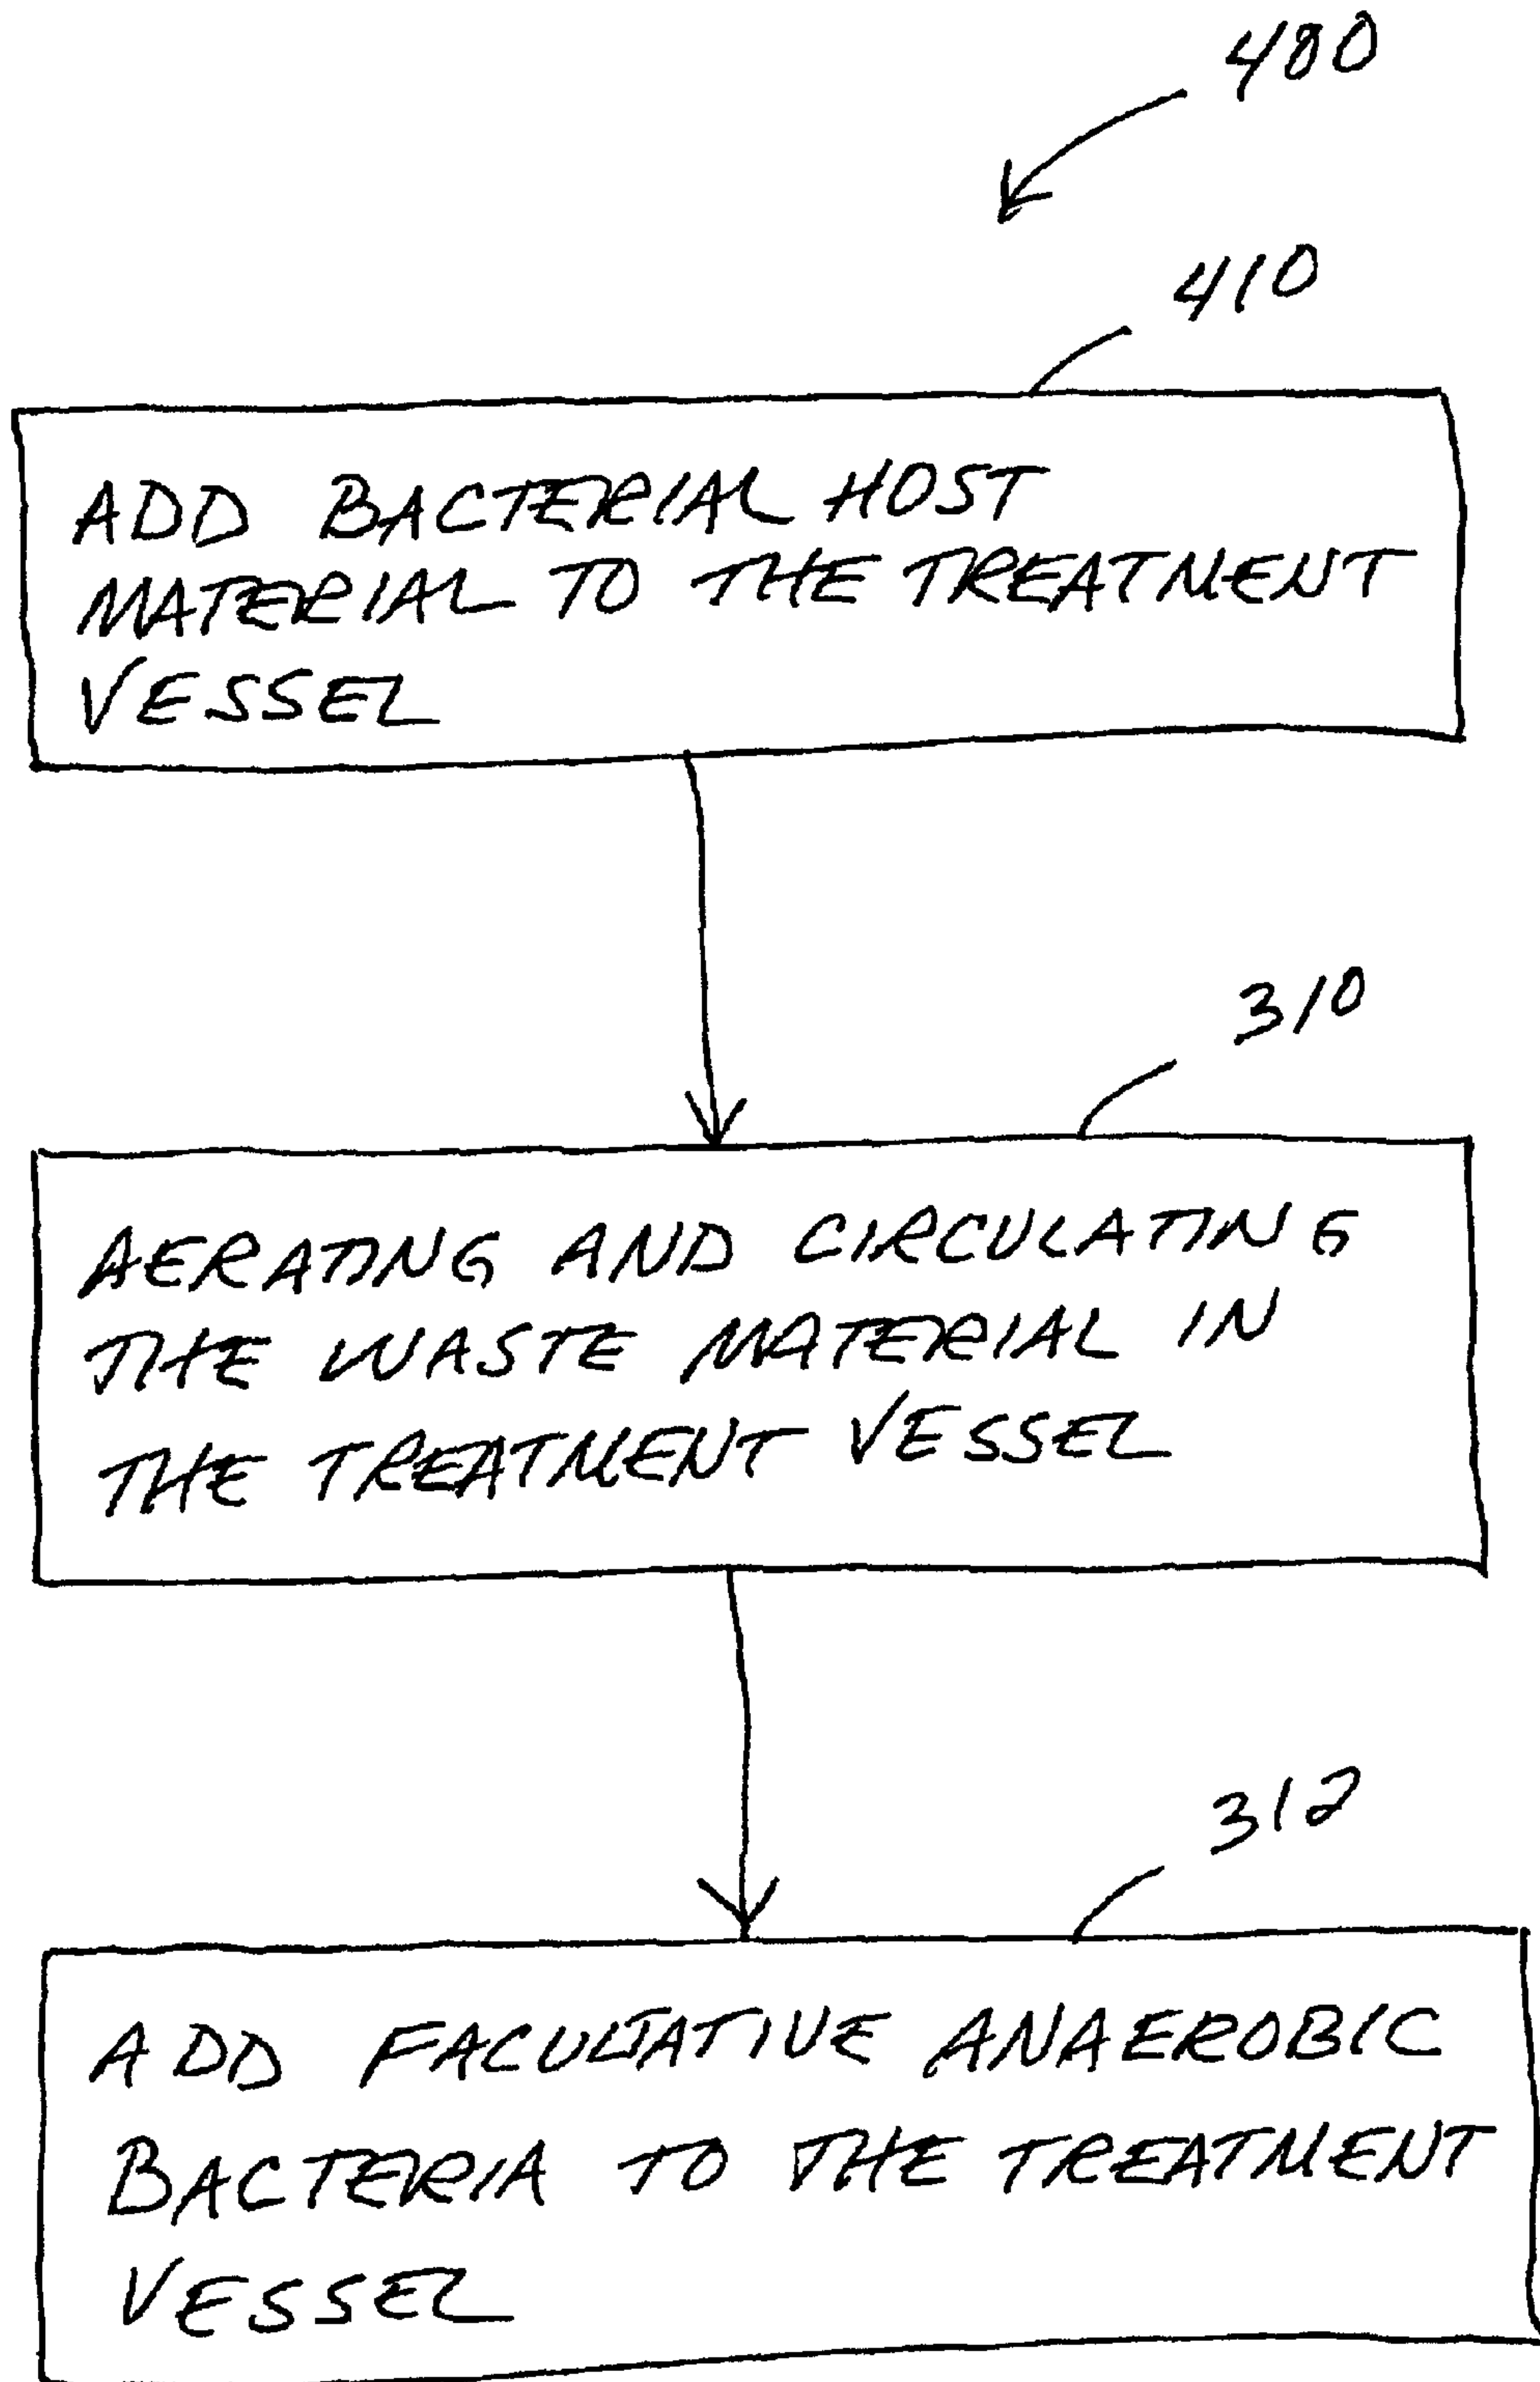 400
410
ADD BACTERIAL HOST
MATERIAL TO THE TREATMENT
VESSEL
310
AERATING AND CIRCULATING
THE WASTE MATERIAL IN
THE TREATMENT VESSEL
312
ADD FACULTATIVE ANAEROBIC
BACTERIA TO THE TREATMENT
VESSEL